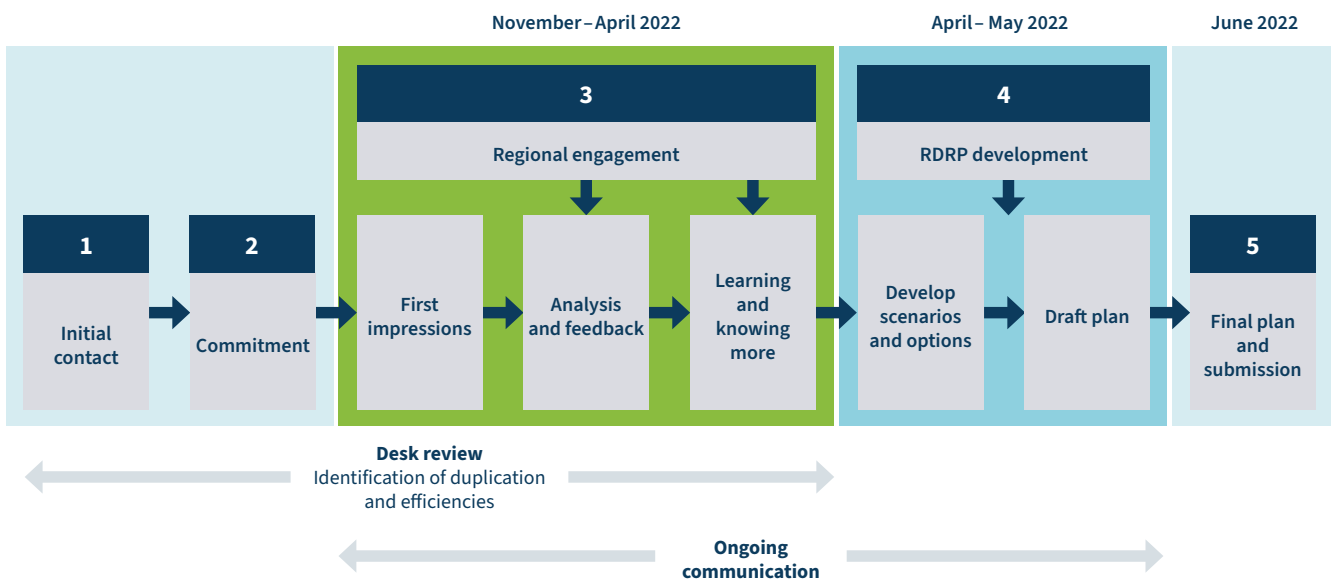 November–April 2022
April– May 2022
June 2022
3
Regional engagement
4
RDRP development
1
Initial
contact
2
Commitment
First
impressions
Analysis
and feedback
Learning
and
knowing
more
Develop
scenarios
and options
Draft plan
5
Final plan
and
submission
Desk review
Identification of duplication
and efficiencies
Ongoing
communication